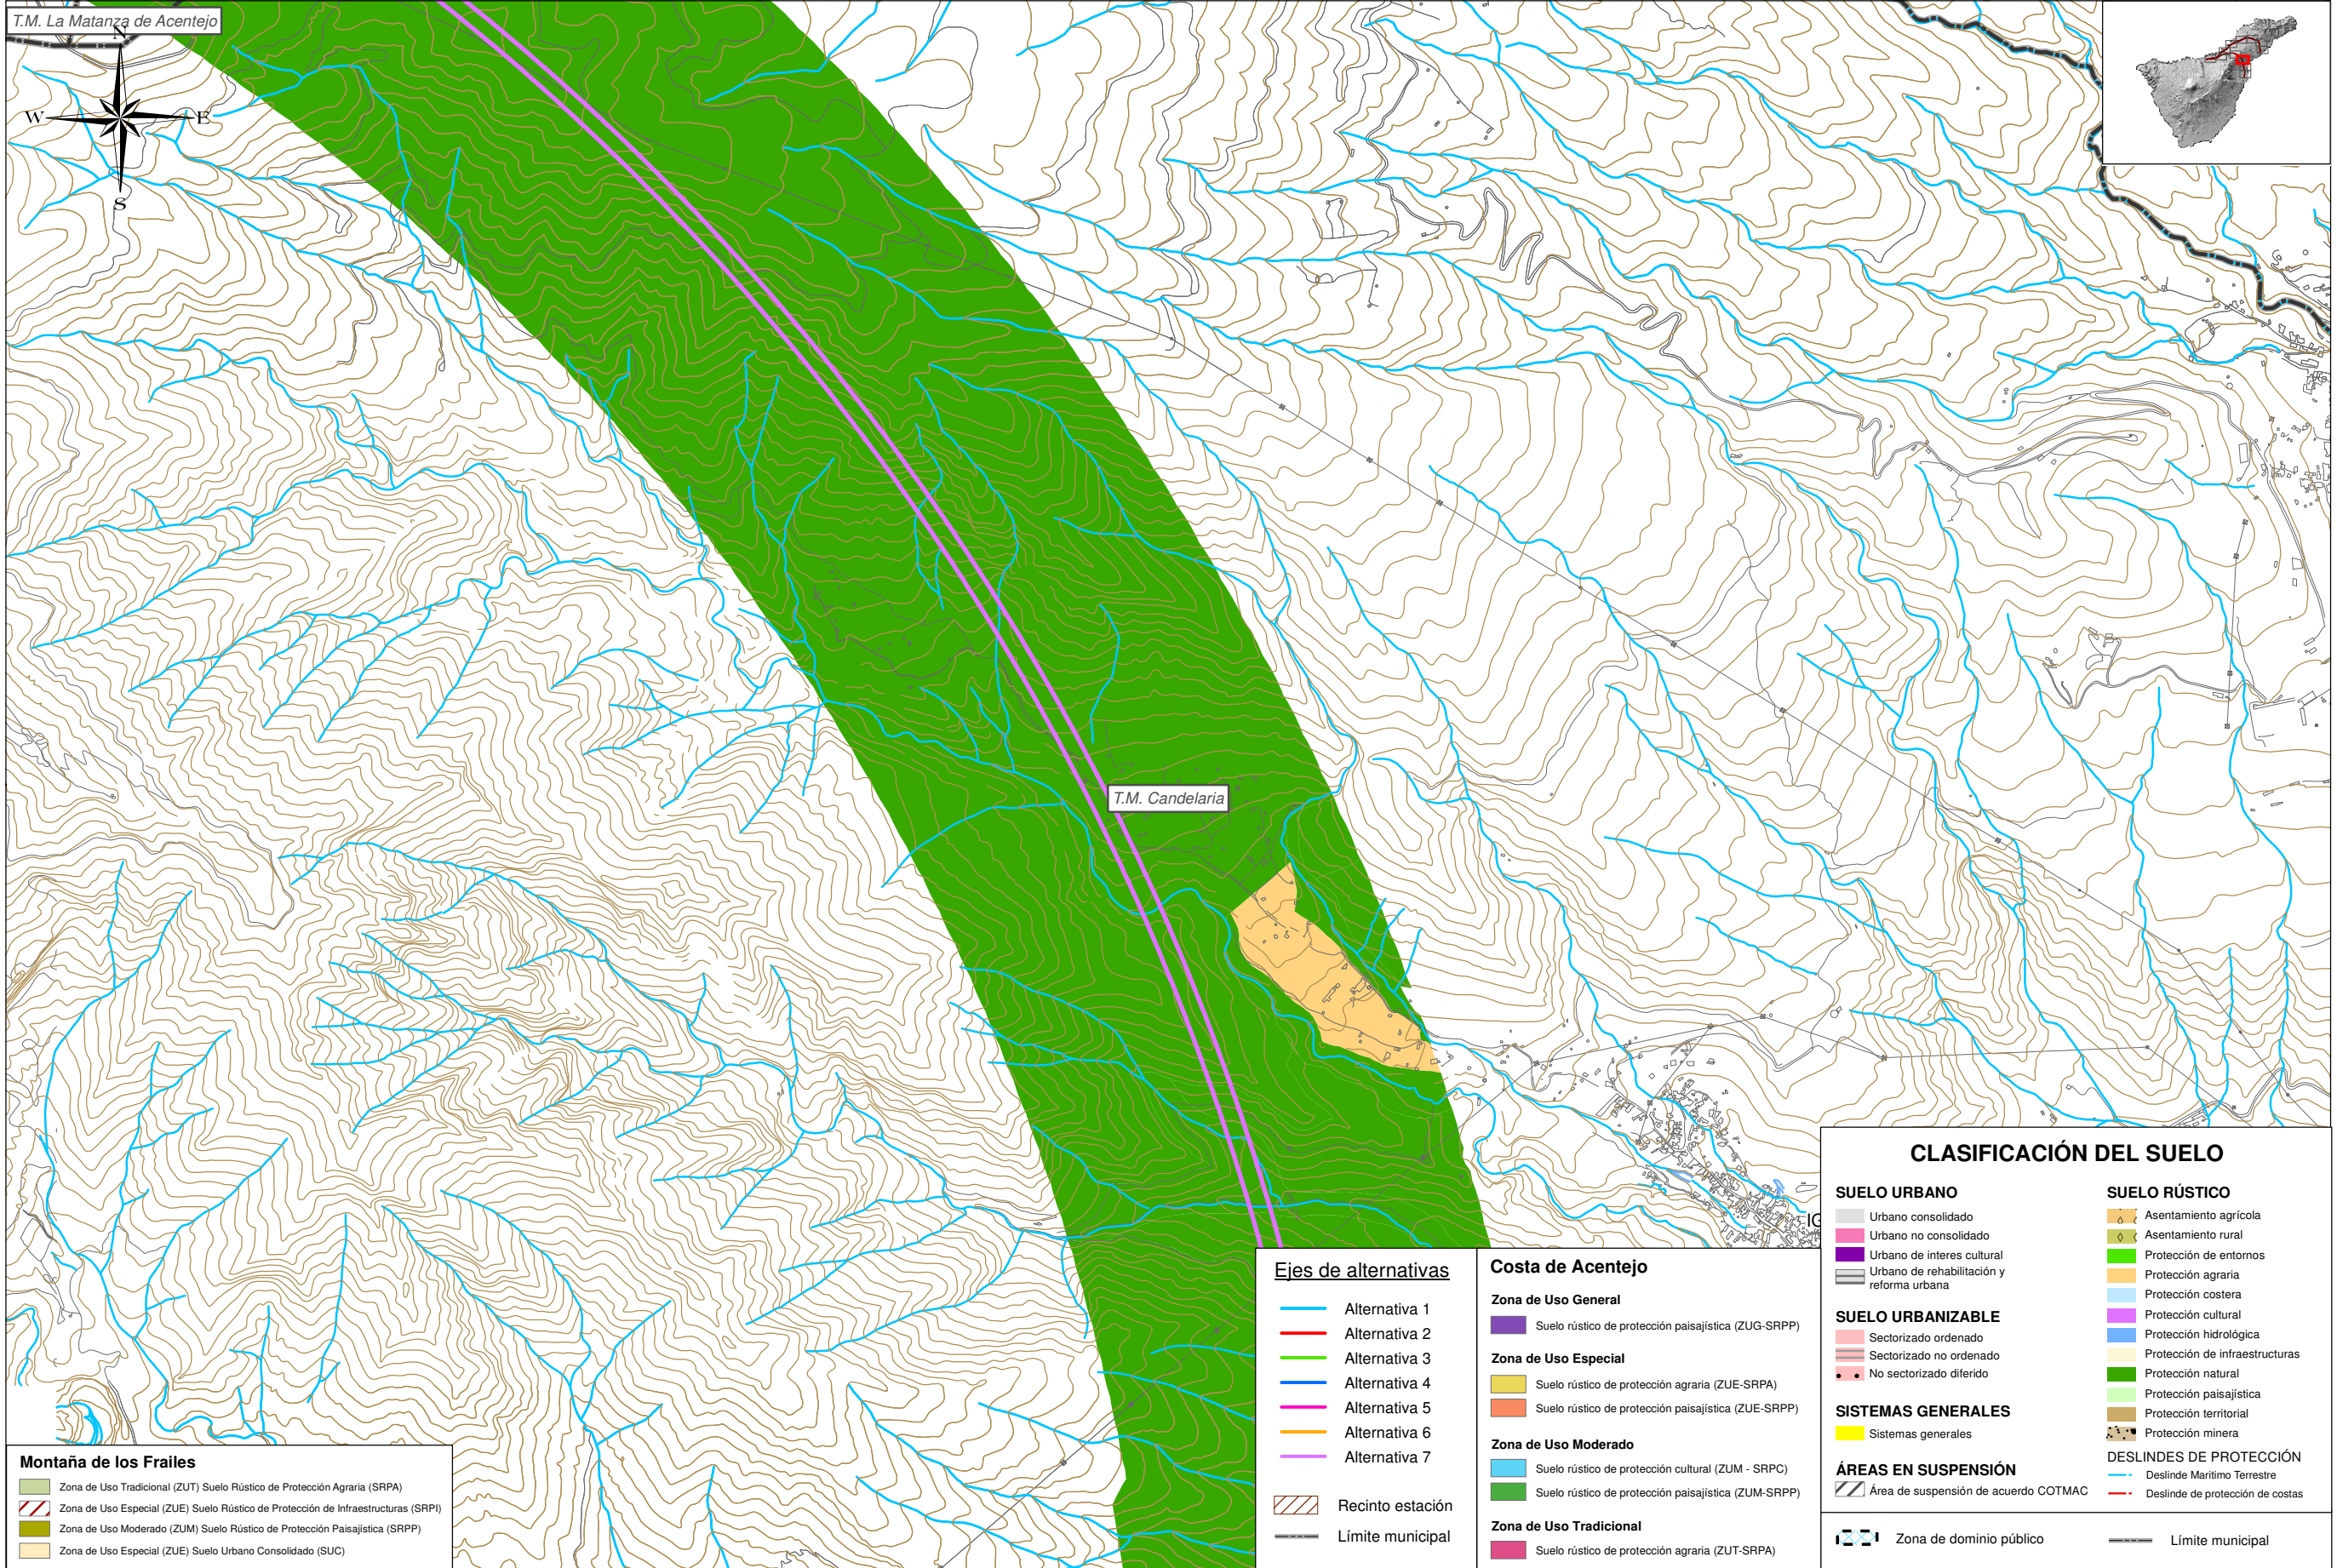 T.M. La Matanza de Acentejo
N
W E
S
T.M. Candelaria
IG
Montaña de los Frailes
Zona de Uso Tradicional (ZUT) Suelo Rústico de Protección Agraria (SRPA)
Zona de Uso Especial (ZUE) Suelo Rústico de Protección de Infraestructuras (SRPI)
Zona de Uso Moderado (ZUM) Suelo Rústico de Protección Paisajística (SRPP)
Zona de Uso Especial (ZUE) Suelo Urbano Consolidado (SUC)
Ejes de alternativas
Alternativa 1
Alternativa 2
Alternativa 3
Alternativa 4
Alternativa 5
Alternativa 6
Alternativa 7
Recinto estación
Límite municipal
Costa de Acentejo
Zona de Uso General
Suelo rústico de protección paisajística (ZUG-SRPP)
Zona de Uso Especial
Suelo rústico de protección agraria (ZUE-SRPA)
Suelo rústico de protección paisajística (ZUE-SRPP)
Zona de Uso Moderado
Suelo rústico de protección cultural (ZUM - SRPC)
Suelo rústico de protección paisajística (ZUM-SRPP)
Zona de Uso Tradicional
Suelo rústico de protección agraria (ZUT-SRPA)
CLASIFICACIÓN DEL SUELO
SUELO URBANO
Urbano consolidado
Urbano no consolidado
Urbano de interes cultural
Urbano de rehabilitación y
reforma urbana
SUELO URBANIZABLE
Sectorizado ordenado
Sectorizado no ordenado
No sectorizado diferido
SISTEMAS GENERALES
Sistemas generales
ÁREAS EN SUSPENSIÓN
Área de suspensión de acuerdo COTMAC
SUELO RÚSTICO
Asentamiento agrícola
Asentamiento rural
Protección de entornos
Protección agraria
Protección costera
Protección cultural
Protección hidrológica
Protección de infraestructuras
Protección natural
Protección paisajística
Protección territorial
Protección minera
DESLINDES DE PROTECCIÓN
Deslinde Maritimo Terrestre
Deslinde de protección de costas
Zona de dominio público
Límite municipal